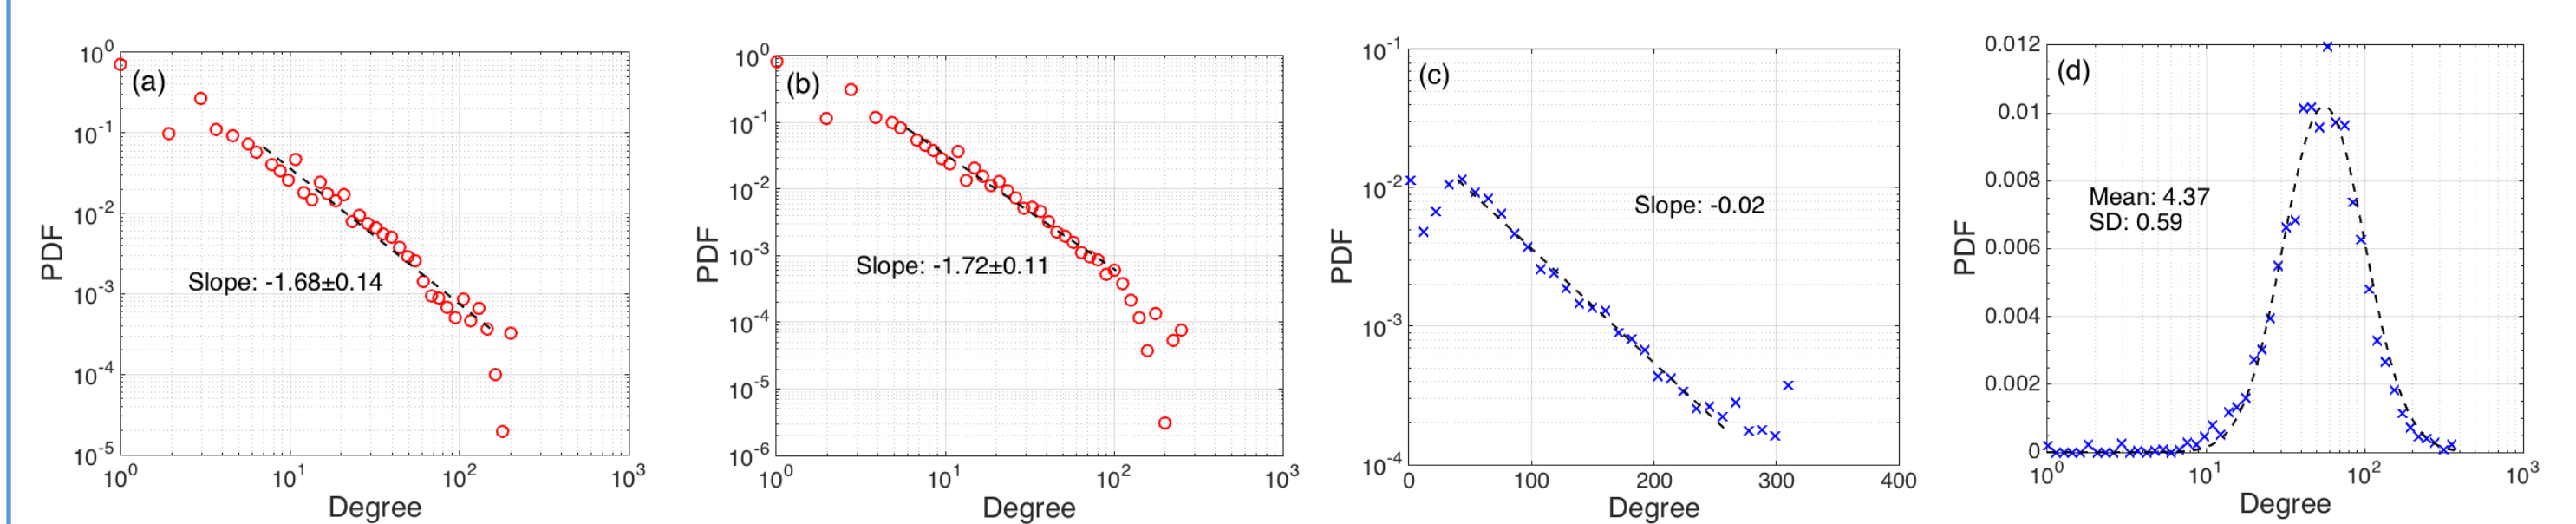 (a)
10^0
10^-1
10^-2
10^-3
10^-4
10^-5
PDF
Slope: -1.68±0.14
10^0
10^1
10^2
10^3
Degree
(b)
10^0
10^-1
10^-2
10^-3
10^-4
10^-5
10^-6
PDF
Slope: -1.72±0.11
10^0
10^1
10^2
10^3
Degree
(c)
10^-1
10^-2
10^-3
10^-4
PDF
Slope: -0.02
0
100
200
300
400
Degree
(d)
0.012
0.01
0.008
0.006
0.004
0.002
0
PDF
Mean: 4.37
SD: 0.59
10^0
10^1
10^2
10^3
Degree